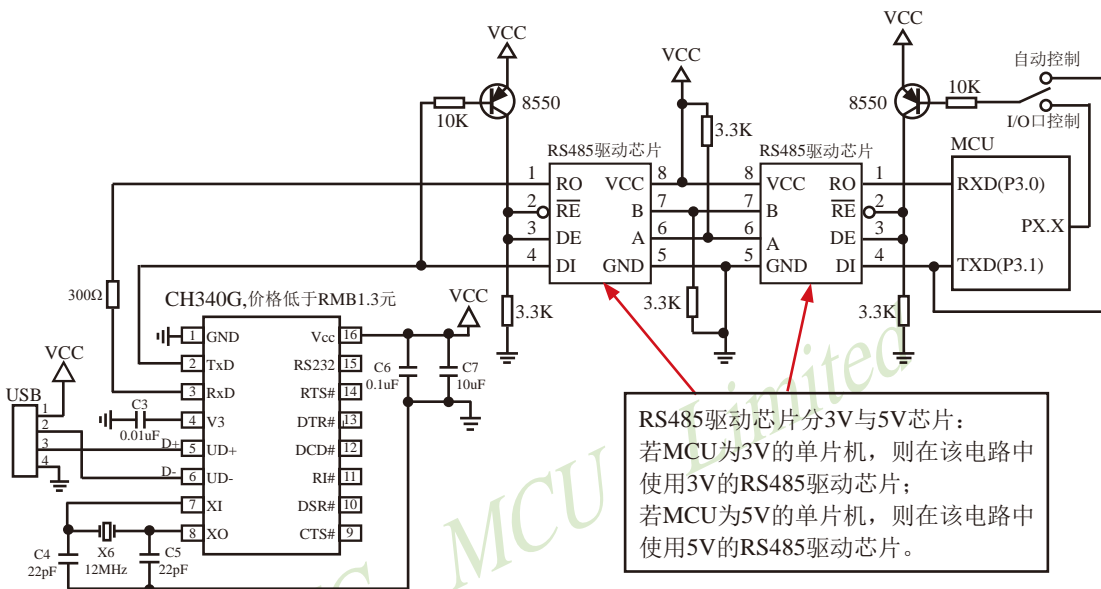 VCC
VCC
VCC
自动控制
8550
10K
8550
10K
I/O口控制
3.3K
MCU
RS485驱动芯片
RS485驱动芯片
1
RO
VCC
8
8
VCC
RO
1
RXD(P3.0)
2
RE
B
7
7
B
RE
2
PX.X
3
DE
A
6
6
A
DE
3
4
DI
GND
5
5
GND
DI
4
TXD(P3.1)
300Ω
CH340G,价格低于RMB1.3元
VCC
3.3K
3.3K
3.3K
1
GND
Vcc
16
2
TxD
RS232
15
3
RxD
RTS#
14
4
V3
DTR#
13
5
UD+
DCD#
12
6
UD-
RI#
11
7
XI
DSR#
10
8
XO
CTS#
9
C6
0.1uF
C7
10uF
VCC
USB
1
2
3
4
C3
0.01uF
D+
D-
C4
22pF
X6
12MHz
C5
22pF
RS485驱动芯片分3V与5V芯片：
若MCU为3V的单片机，则在该电路中
使用3V的RS485驱动芯片；
若MCU为5V的单片机，则在该电路中
使用5V的RS485驱动芯片。
MCU Limited